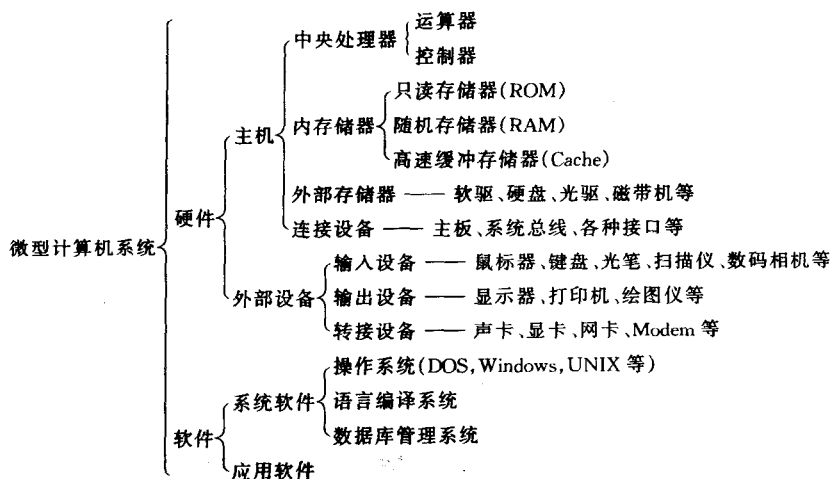 运算器
中央处理器
控制器
只读存储器(ROM)
主机
内存储器
随机存储器(RAM)
高速缓冲存储器(Cache)
硬件
外部存储器 —— 软驱、硬盘、光驱、磁带机等
连接设备 —— 主板、系统总线、各种接口等
微型计算机系统
输入设备 —— 鼠标器、键盘、光笔、扫描仪、数码相机等
外部设备
输出设备 —— 显示器、打印机、绘图仪等
转接设备 —— 声卡、显卡、网卡、Modem 等
操作系统(DOS,Windows,UNIX 等)
系统软件
语言编译系统
软件
数据库管理系统
应用软件